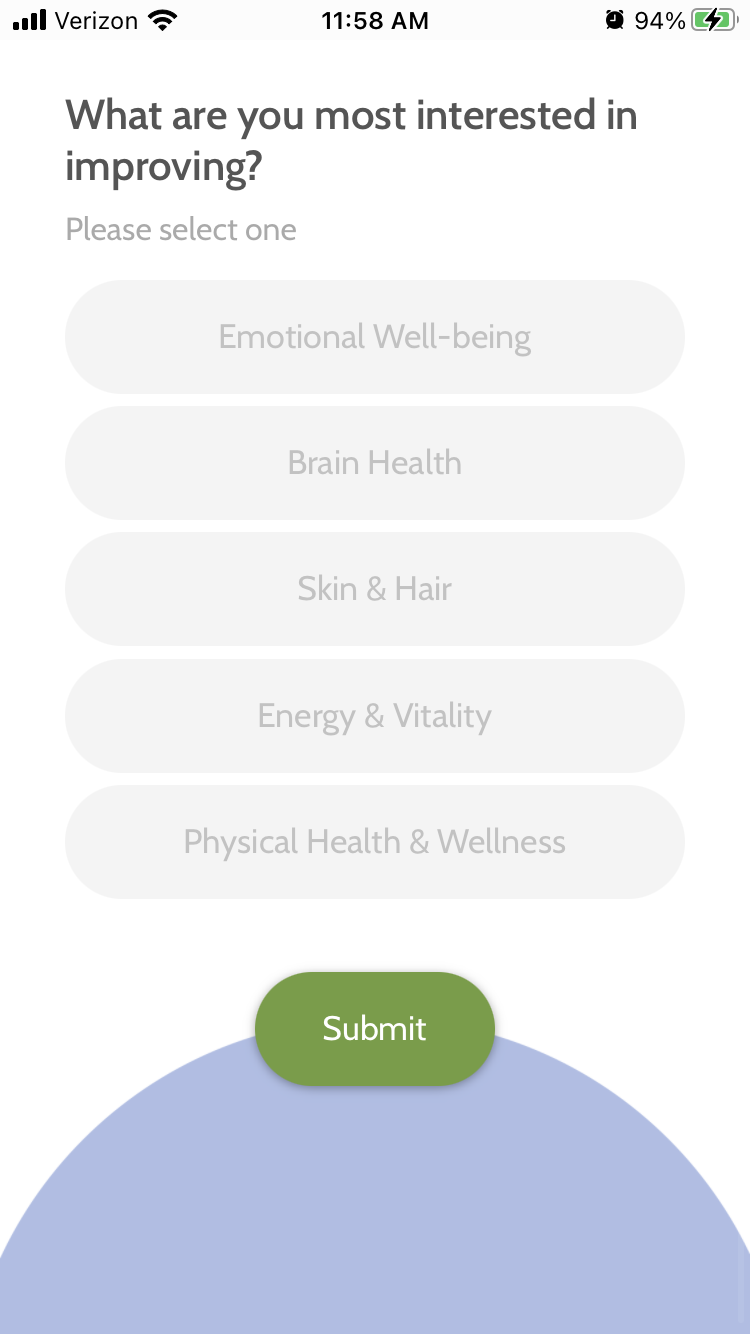 Verizon 11:58 AM 94%
What are you most interested in
improving?
Please select one
Emotional Well-being
Brain Health
Skin & Hair
Energy & Vitality
Physical Health & Wellness
Submit